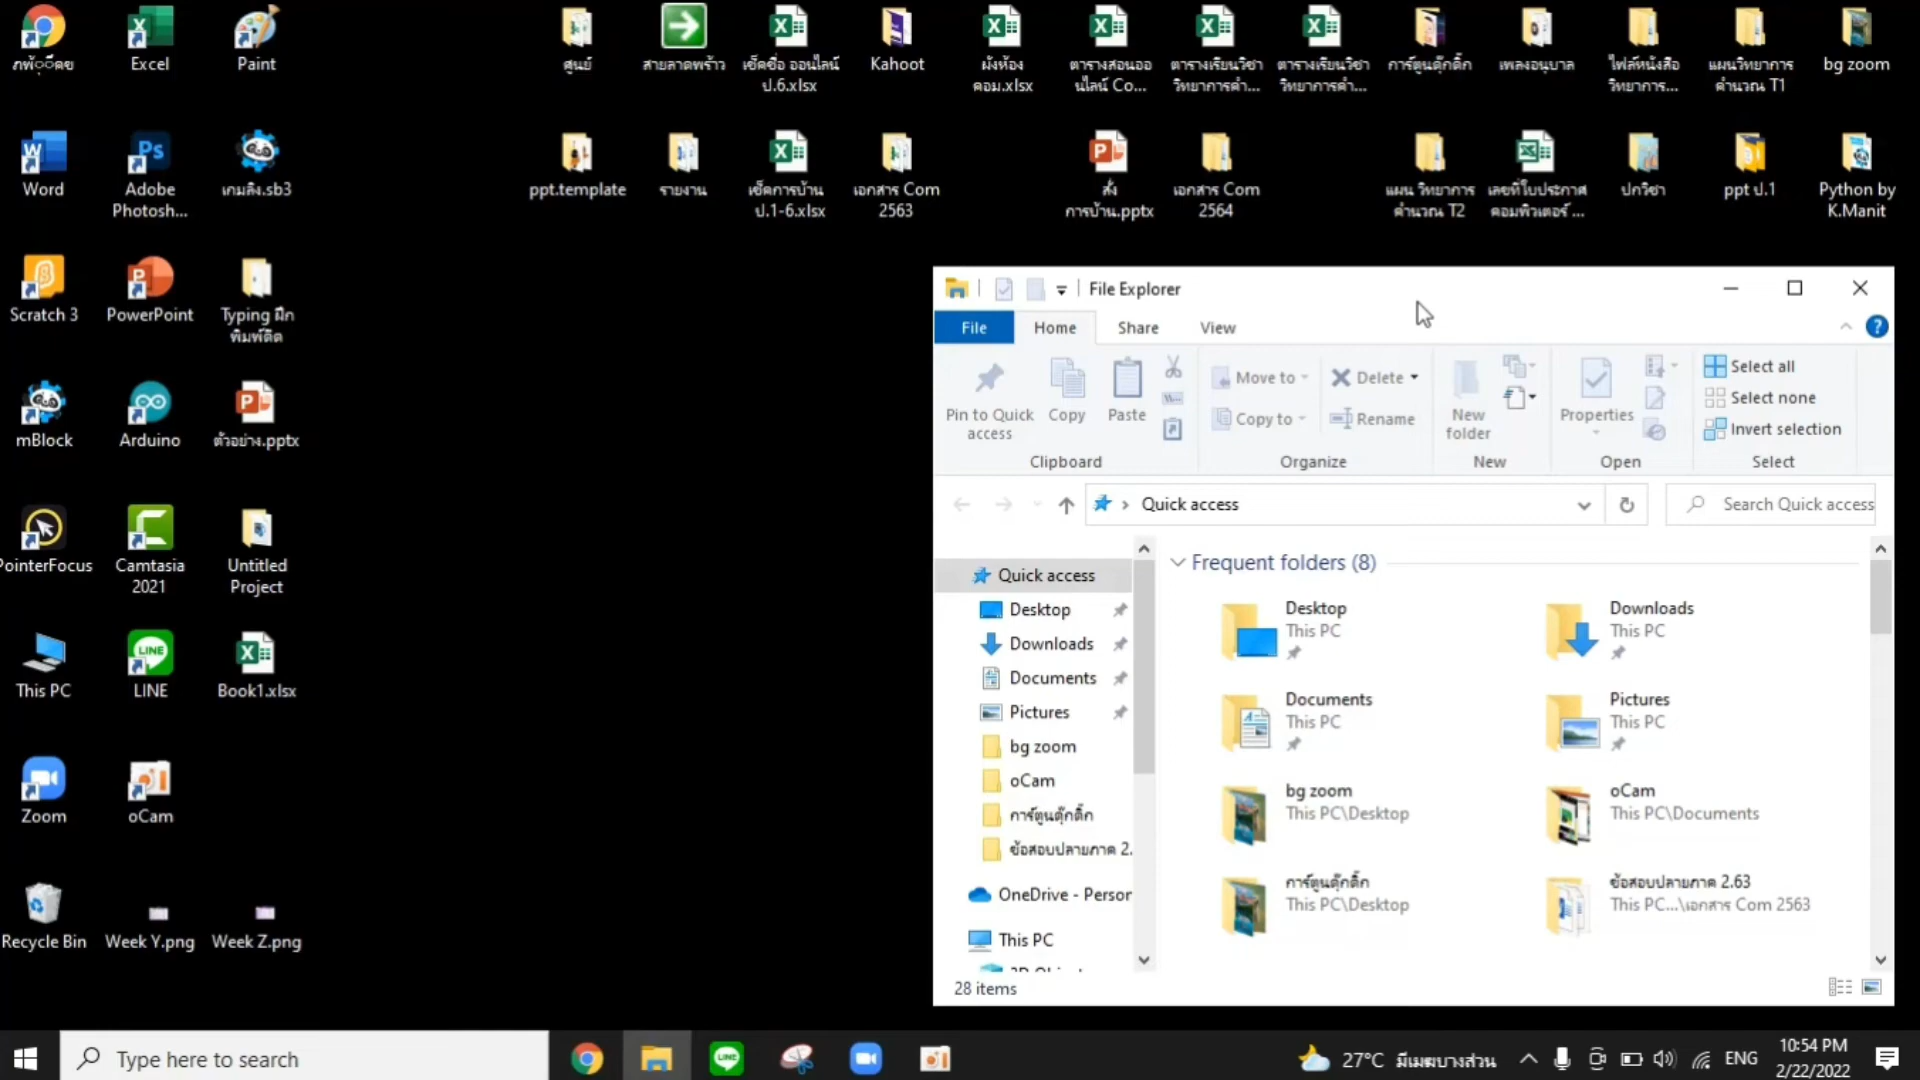 Excel
Paint
ศูนย์
สายลาดพร้าว
เช็คชื่อ ออนไลน์
ป.6.xlsx
Kahoot
ผังห้อง
คอม.xlsx
ตารางสอนออ
นไลน์ Co...
ตารางเรียนวิชา
วิทยาการคำ...
ตารางเรียนวิชา
วิทยาการคำ...
การ์ตูนดุ๊กดิ๊ก
เพลงอนุบาล
ไฟล์หนังสือ
วิทยาการ...
แผนวิทยาการ
คำนวณ T1
bg zoom
Word
Adobe
Photosh...
เกมลิง.sb3
ppt.template
รายงาน
เช็คการบ้าน
ป.1-6.xlsx
เอกสาร Com
2563
สั่ง
การบ้าน.pptx
เอกสาร Com
2564
แผน วิทยาการ
คำนวณ T2
เลขที่ใบประกาศ
คอมพิวเตอร์ ...
ปกวิชา
ppt ป.1
Python by
K.Manit
Scratch 3
PowerPoint
Typing ฝึก
พิมพ์ดีด
mBlock
Arduino
ตัวอย่าง.pptx
PointerFocus
Camtasia
2021
Untitled
Project
This PC
LINE
Book1.xlsx
Zoom
oCam
Recycle Bin
Week Y.png
Week Z.png
File Explorer
File
Home
Share
View
Pin to Quick
access
Copy
Paste
Clipboard
Move to
Copy to
Delete
Rename
Organize
New
folder
New
Properties
Open
Select all
Select none
Invert selection
Select
Quick access
Search Quick access
Quick access
Desktop
Downloads
Documents
Pictures
bg zoom
oCam
การ์ตูนดุ๊กดิ๊ก
ข้อสอบปลายภาค 2.
OneDrive - Person
This PC
3D Object
Frequent folders (8)
Desktop
This PC
Downloads
This PC
Documents
This PC
Pictures
This PC
bg zoom
This PC\Desktop
oCam
This PC\Documents
การ์ตูนดุ๊กดิ๊ก
This PC\Desktop
ข้อสอบปลายภาค 2.63
This PC...\เอกสาร Com 2563
28 items
Type here to search
27°C มีเมฆบางส่วน
ENG
10:54 PM
2/22/2022